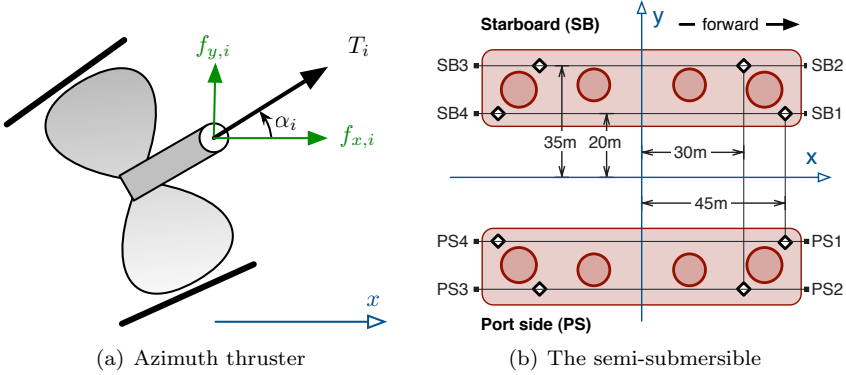 f_{y,i}
T_i
α_i
f_{x,i}
x
(a) Azimuth thruster
Starboard (SB)
y
forward
SB3
SB2
SB4
SB1
35m
20m
30m
x
45m
PS4
PS1
PS3
PS2
Port side (PS)
(b) The semi-submersible